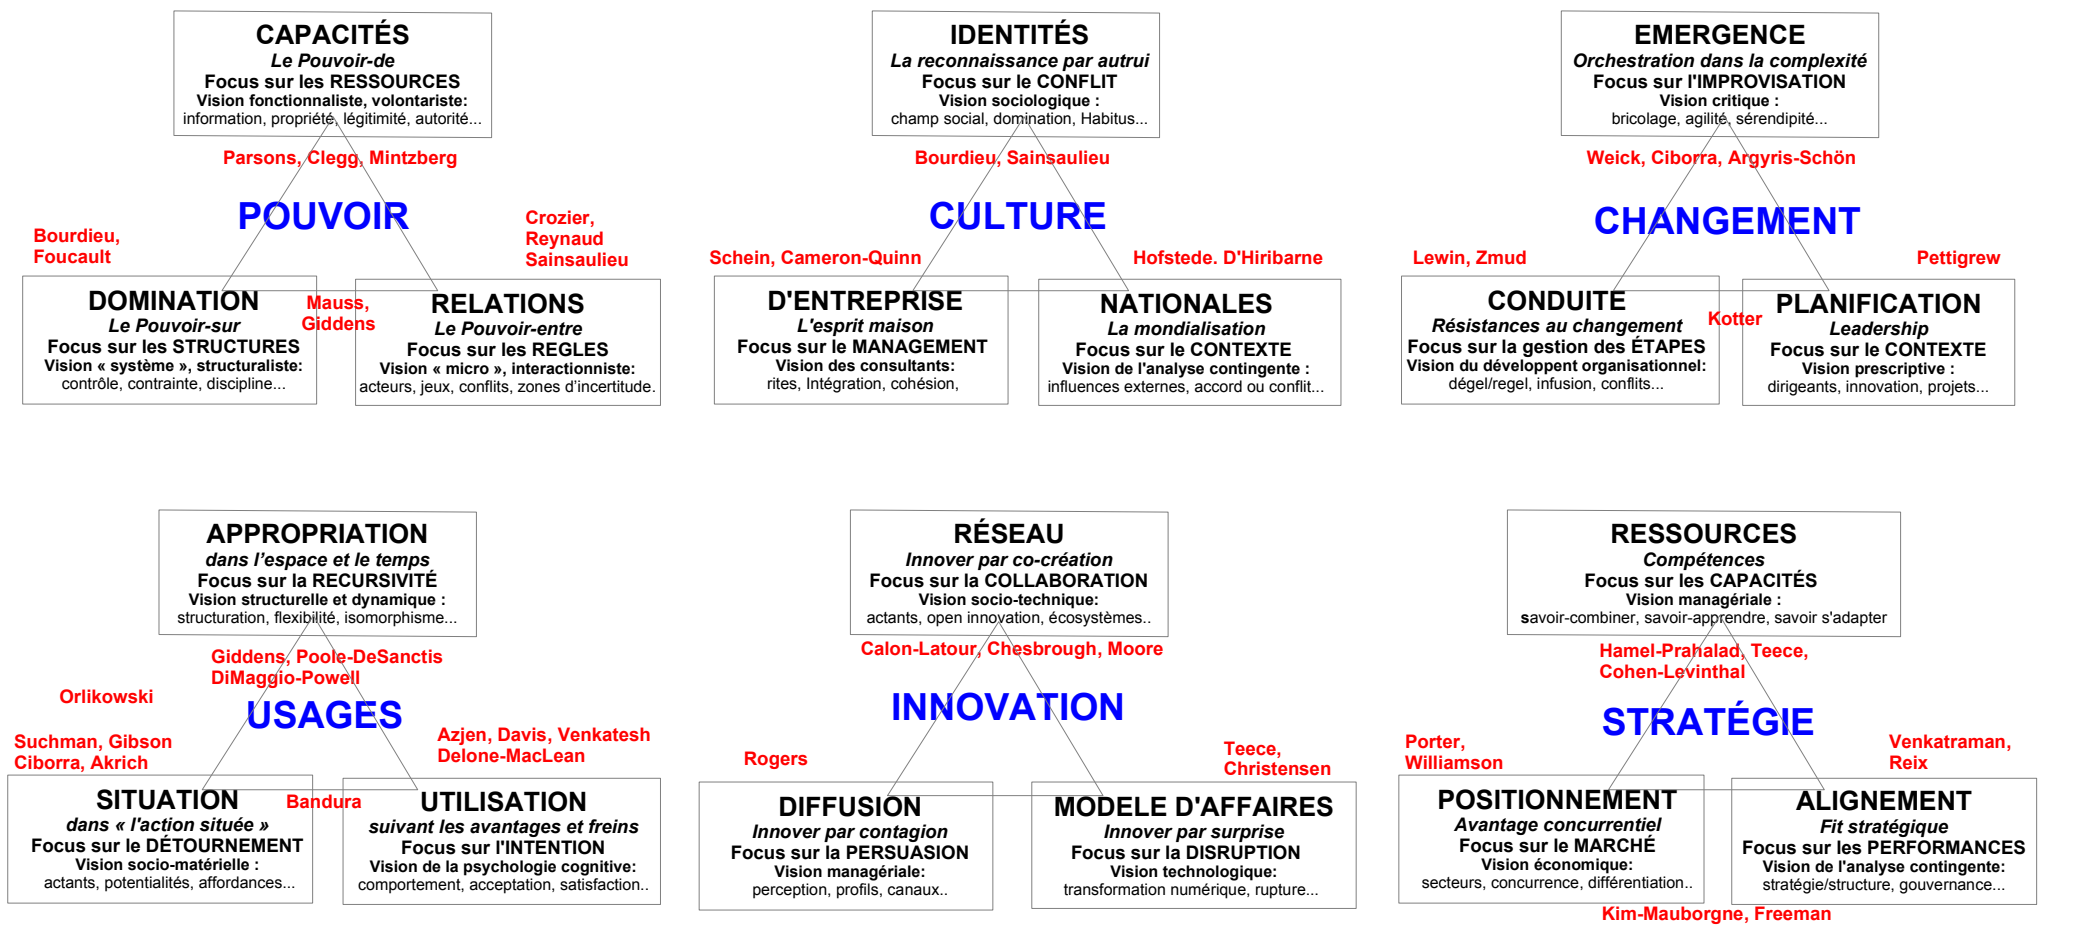 CAPACITÉS
Le Pouvoir-de
Focus sur les RESSOURCES
Vision fonctionnaliste, volontariste:
information, propriété, légitimité, autorité...
Parsons, Clegg, Mintzberg
POUVOIR
Bourdieu,
Foucault
Crozier,
Reynaud
Sainsaulieu
DOMINATION
Le Pouvoir-sur
Focus sur les STRUCTURES
Vision « système », structuraliste:
contrôle, contrainte, discipline...
Mauss,
Giddens
RELATIONS
Le Pouvoir-entre
Focus sur les REGLES
Vision « micro », interactionniste:
acteurs, jeux, conflits, zones d’incertitude.
IDENTITÉS
La reconnaissance par autrui
Focus sur le CONFLIT
Vision sociologique :
champ social, domination, Habitus...
Bourdieu, Sainsaulieu
CULTURE
Schein, Cameron-Quinn
Hofstede. D'Hiribarne
D'ENTREPRISE
L'esprit maison
Focus sur le MANAGEMENT
Vision des consultants:
rites, Intégration, cohésion,
NATIONALES
La mondialisation
Focus sur le CONTEXTE
Vision de l'analyse contingente :
influences externes, accord ou conflit...
EMERGENCE
Orchestration dans la complexité
Focus sur l'IMPROVISATION
Vision critique :
bricolage, agilité, sérendipité...
Weick, Ciborra, Argyris-Schön
CHANGEMENT
Lewin, Zmud
Pettigrew
CONDUITE
Résistances au changement
Focus sur la gestion des ÉTAPES
Vision du développent organisationnel:
dégel/regel, infusion, conflits...
Kotter
PLANIFICATION
Leadership
Focus sur le CONTEXTE
Vision prescriptive :
dirigeants, innovation, projets...
APPROPRIATION
dans l’espace et le temps
Focus sur la RECURSIVITÉ
Vision structurelle et dynamique :
structuration, flexibilité, isomorphisme...
Giddens, Poole-DeSanctis
DiMaggio-Powell
Orlikowski
USAGES
Suchman, Gibson
Ciborra, Akrich
Azjen, Davis, Venkatesh
Delone-MacLean
SITUATION
dans « l'action située »
Focus sur le DÉTOURNEMENT
Vision socio-matérielle :
actants, potentialités, affordances...
Bandura
UTILISATION
suivant les avantages et freins
Focus sur l'INTENTION
Vision de la psychologie cognitive:
comportement, acceptation, satisfaction..
RÉSEAU
Innover par co-création
Focus sur la COLLABORATION
Vision socio-technique:
actants, open innovation, écosystèmes..
Calon-Latour, Chesbrough, Moore
INNOVATION
Rogers
Teece,
Christensen
DIFFUSION
Innover par contagion
Focus sur la PERSUASION
Vision managériale:
perception, profils, canaux..
MODELE D'AFFAIRES
Innover par surprise
Focus sur la DISRUPTION
Vision technologique:
transformation numérique, rupture...
RESSOURCES
Compétences
Focus sur les CAPACITÉS
Vision managériale :
savoir-combiner, savoir-apprendre, savoir s'adapter
Hamel-Prahalad, Teece,
Cohen-Levinthal
STRATÉGIE
Porter,
Williamson
Venkatraman,
Reix
POSITIONNEMENT
Avantage concurrentiel
Focus sur le MARCHÉ
Vision économique:
secteurs, concurrence, différentiation..
ALIGNEMENT
Fit stratégique
Focus sur les PERFORMANCES
Vision de l'analyse contingente:
stratégie/structure, gouvernance...
Kim-Mauborgne, Freeman